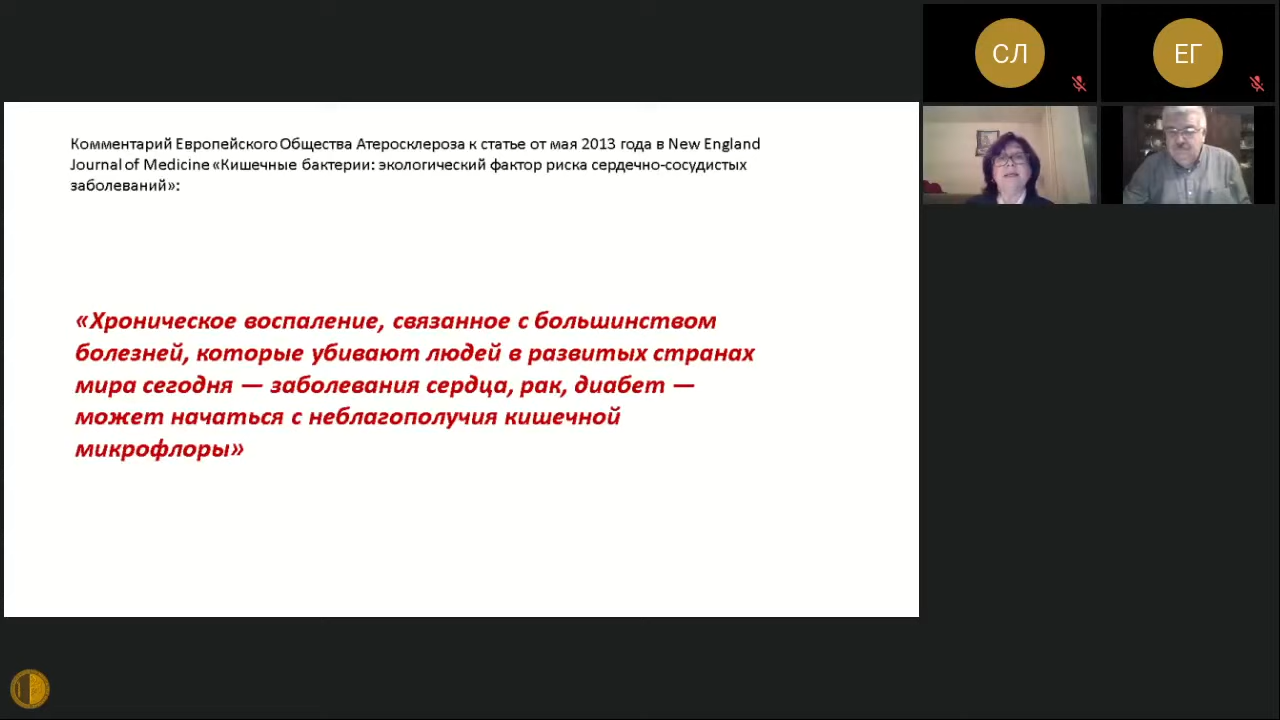 СЛ
ЕГ
Комментарий Европейского Общества Атеросклероза к статье от мая 2013 года в New England
Journal of Medicine «Кишечные бактерии: экологический фактор риска сердечно-сосудистых
заболеваний»:
«Хроническое воспаление, связанное с большинством
болезней, которые убивают людей в развитых странах
мира сегодня — заболевания сердца, рак, диабет —
может начаться с неблагополучия кишечной
микрофлоры»